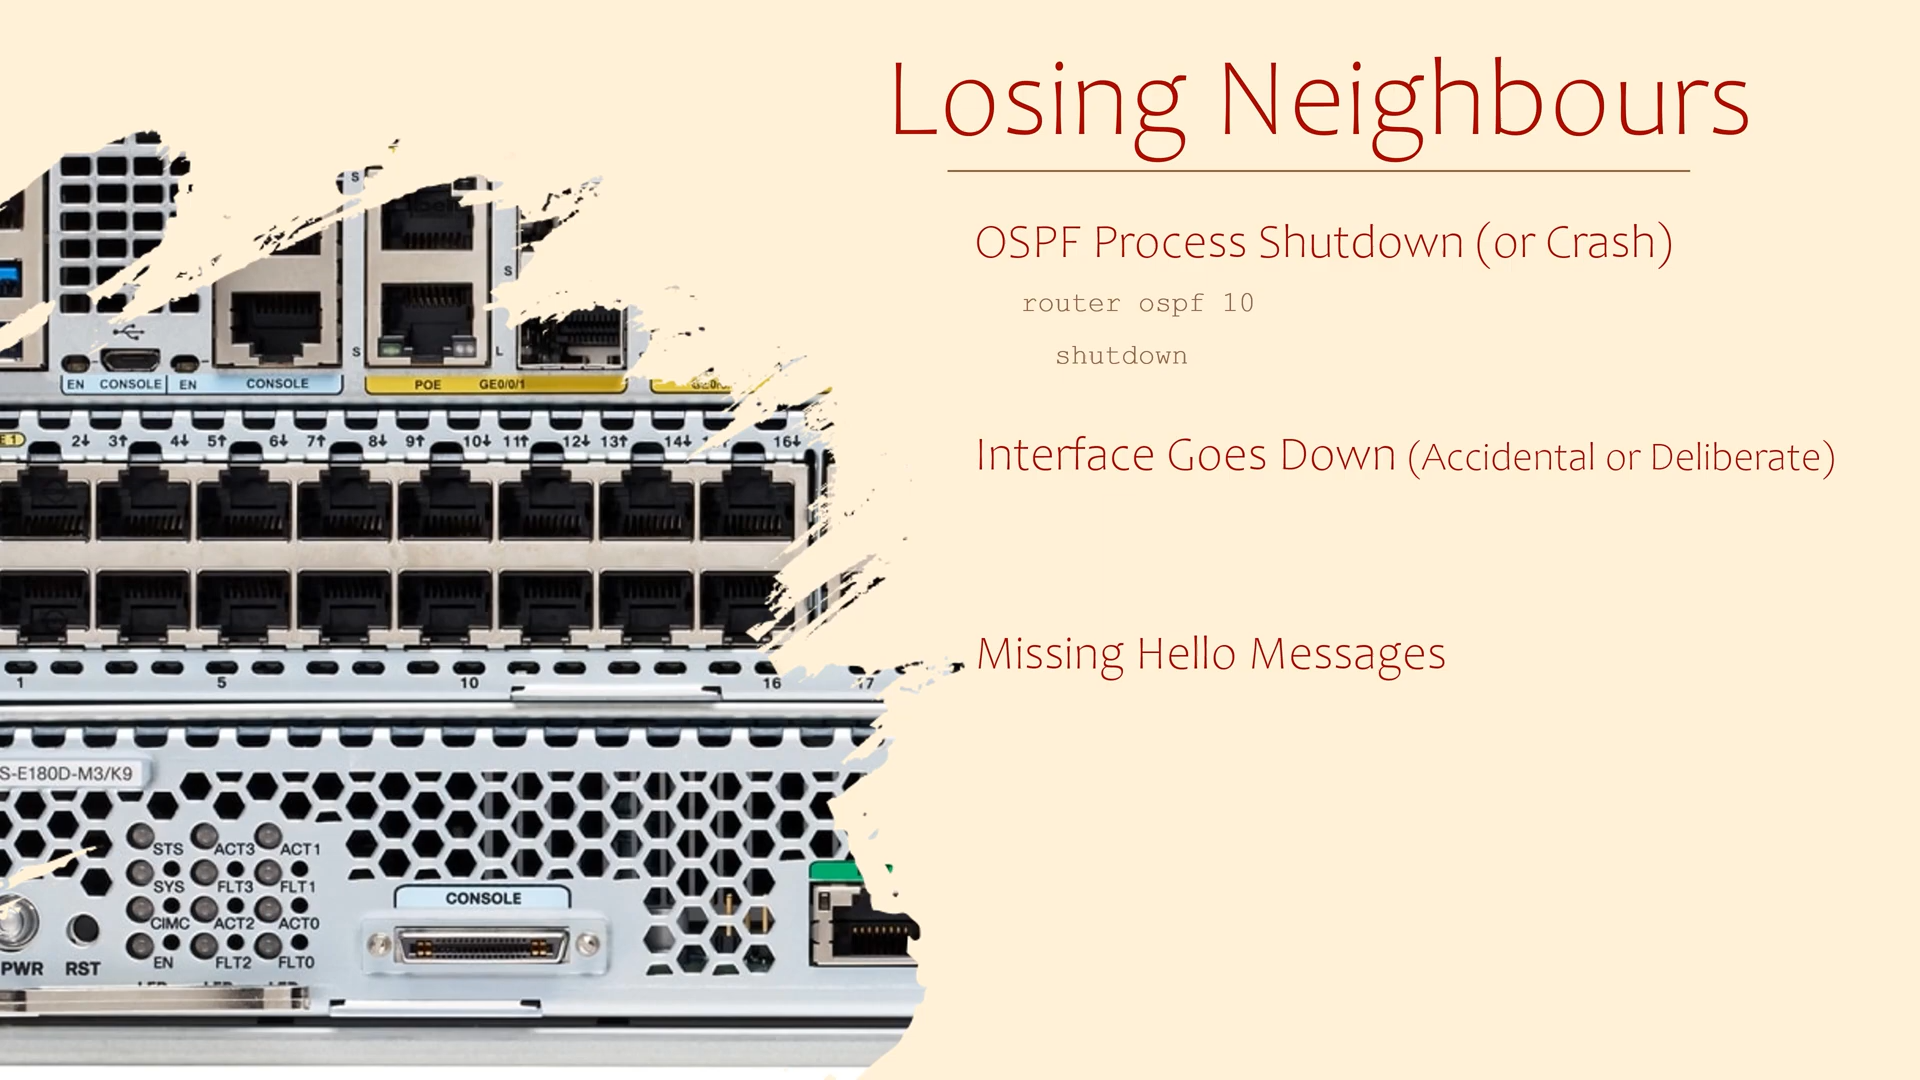 Losing Neighbours
OSPF Process Shutdown (or Crash)
router ospf 10
shutdown
Interface Goes Down (Accidental or Deliberate)
Missing Hello Messages
S
S
S
L
EN CONSOLE EN CONSOLE POE GE0/0/1
2↓ 3↑ 4↓ 5↑ 6↓ 7↑ 8↓ 9↑ 10↓ 11↑ 12↓ 13↑ 14↓ 16↓
1 5 10 16 17
S-E180D-M3/K9
STS ACT3 ACT1
SYS FLT3 FLT1
CIMC ACT2 ACT0
EN FLT2 FLT0
PWR RST
CONSOLE